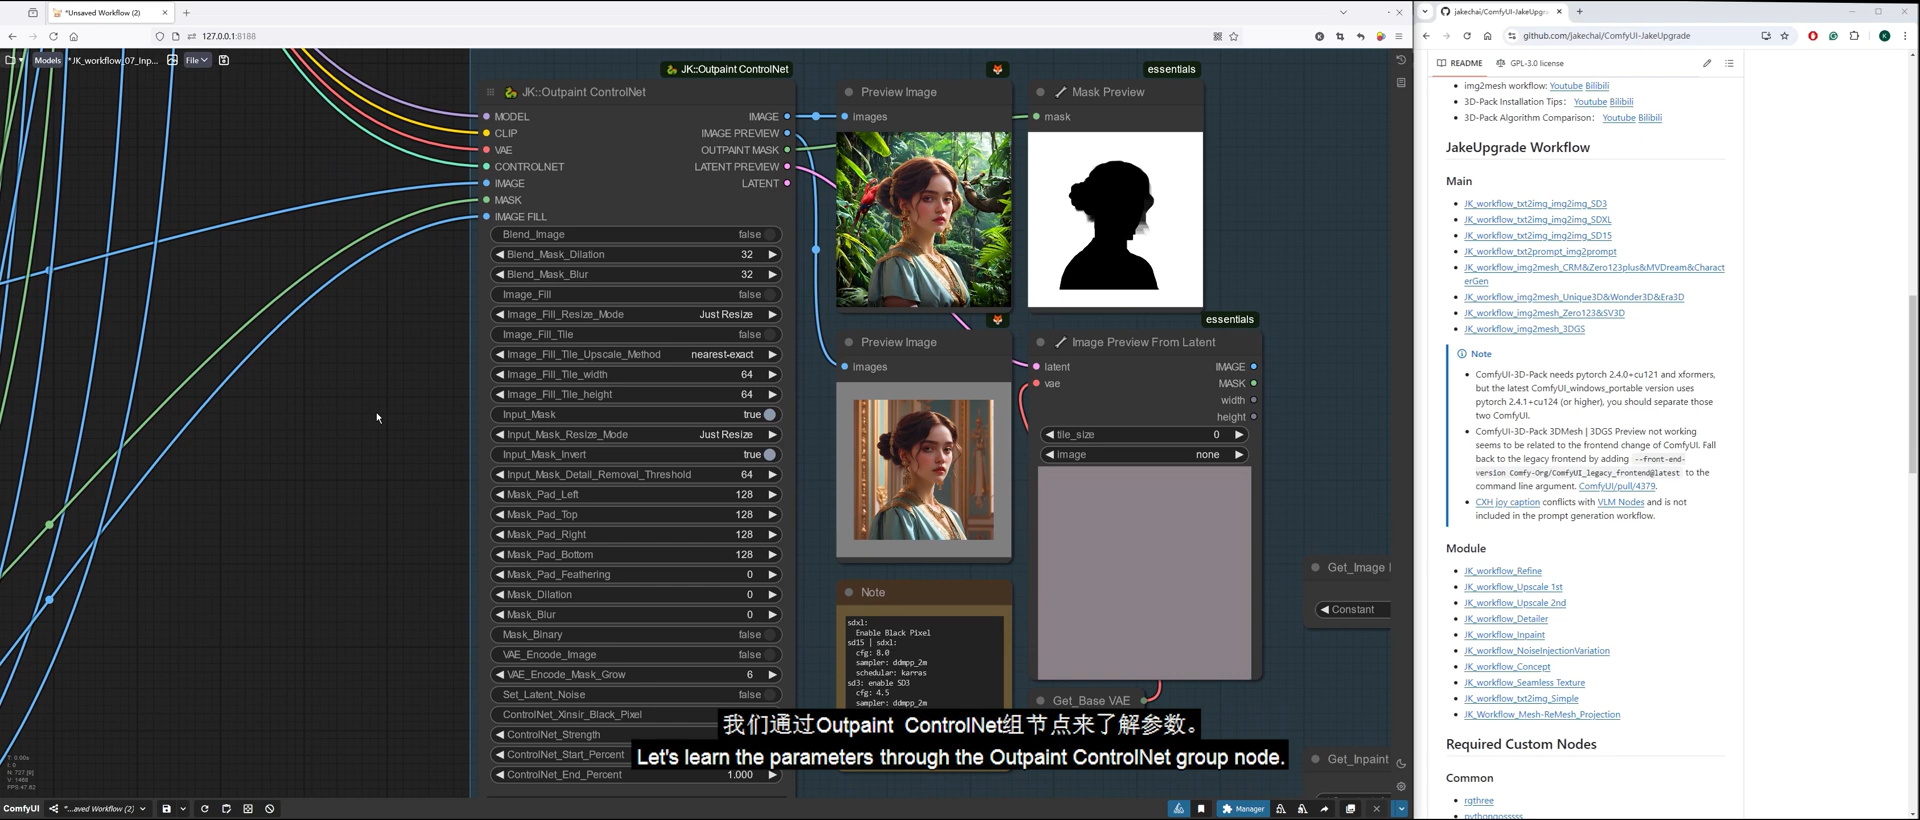 *Unsaved Workflow (2)
127.0.0.1:8188
Models
*JK_workflow_07_Inp...
File
JK::Outpaint ControlNet
JK::Outpaint ControlNet
MODEL
CLIP
VAE
CONTROLNET
IMAGE
MASK
IMAGE FILL
IMAGE
IMAGE PREVIEW
OUTPAINT MASK
LATENT PREVIEW
LATENT
Blend_Image false
Blend_Mask_Dilation 32
Blend_Mask_Blur 32
Image_Fill false
Image_Fill_Resize_Mode Just Resize
Image_Fill_Tile false
Image_Fill_Tile_Upscale_Method nearest-exact
Image_Fill_Tile_width 64
Image_Fill_Tile_height 64
Input_Mask true
Input_Mask_Resize_Mode Just Resize
Input_Mask_Invert true
Input_Mask_Detail_Removal_Threshold 64
Mask_Pad_Left 128
Mask_Pad_Top 128
Mask_Pad_Right 128
Mask_Pad_Bottom 128
Mask_Pad_Feathering 0
Mask_Dilation 0
Mask_Blur 0
Mask_Binary false
VAE_Encode_Image false
VAE_Encode_Mask_Grow 6
Set_Latent_Noise false
ControlNet_Xinsir_Black_Pixel
ControlNet_Strength
ControlNet_Start_Percent
ControlNet_End_Percent 1.000
Preview Image
images
essentials
Mask Preview
mask
Preview Image
images
essentials
Image Preview From Latent
latent
vae
IMAGE
MASK
width
height
tile_size 0
image none
Note
sdxl:
Enable Black Pixel
sd15 | sdxl:
cfg: 8.0
sampler: ddmpp_2m
schedular: karras
sd3: enable SD3
cfg: 4.5
sampler: ddmpp_2m
Get_Base VAE
Get_Image
Constant
Get_Inpaint
我们通过Outpaint ControlNet组节点来了解参数。
Let's learn the parameters through the Outpaint ControlNet group node.
T: 0.00s
I: 0
N: 727 [9]
V: 1468
FPS:47.62
ComfyUI
*...aved Workflow (2)
Manager
jakechai/ComfyUI-JakeUpgr
github.com/jakechai/ComfyUI-JakeUpgrade
README
GPL-3.0 license
img2mesh workflow: Youtube Bilibili
3D-Pack Installation Tips: Youtube Bilibili
3D-Pack Algorithm Comparison: Youtube Bilibili
JakeUpgrade Workflow
Main
JK_workflow_txt2img_img2img_SD3
JK_workflow_txt2img_img2img_SDXL
JK_workflow_txt2img_img2img_SD15
JK_workflow_txt2prompt_img2prompt
JK_workflow_img2mesh_CRM&Zero123plus&MVDream&Charact
erGen
JK_workflow_img2mesh_Unique3D&Wonder3D&Era3D
JK_workflow_img2mesh_Zero123&SV3D
JK_workflow_img2mesh_3DGS
Note
ComfyUI-3D-Pack needs pytorch 2.4.0+cu121 and xformers,
but the latest ComfyUI_windows_portable version uses
pytorch 2.4.1+cu124 (or higher), you should separate those
two ComfyUI.
ComfyUI-3D-Pack 3DMesh | 3DGS Preview not working
seems to be related to the frontend change of ComfyUI. Fall
back to the legacy frontend by adding --front-end-
version Comfy-Org/ComfyUI_legacy_frontend@latest to the
command line argument. ComfyUI/pull/4379.
CXH joy caption conflicts with VLM Nodes and is not
included in the prompt generation workflow.
Module
JK_workflow_Refine
JK_workflow_Upscale 1st
JK_workflow_Upscale 2nd
JK_workflow_Detailer
JK_workflow_Inpaint
JK_workflow_NoiseInjectionVariation
JK_workflow_Concept
JK_workflow_Seamless Texture
JK_workflow_txt2img_Simple
JK_Workflow_Mesh-ReMesh_Projection
Required Custom Nodes
Common
rgthree
pythongosssss